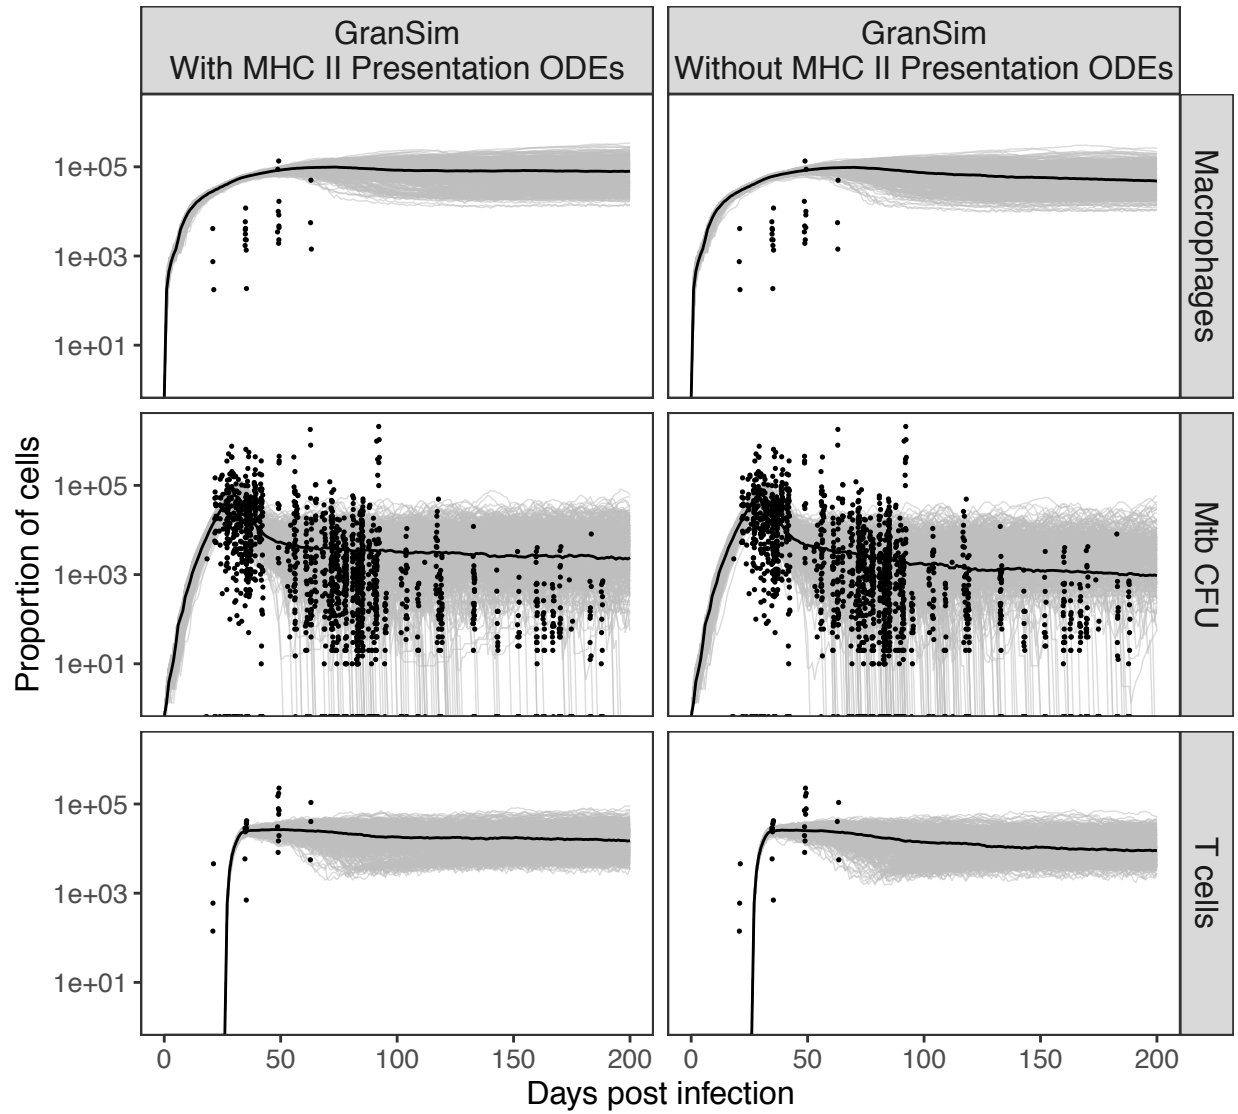 GranSim
With MHC II Presentation ODEs
GranSim
Without MHC II Presentation ODEs
Proportion of cells
1e+05
1e+03
1e+01
Macrophages
1e+05
1e+03
1e+01
Mtb CFU
1e+05
1e+03
1e+01
T cells
0 50 100 150 200
0 50 100 150 200
Days post infection